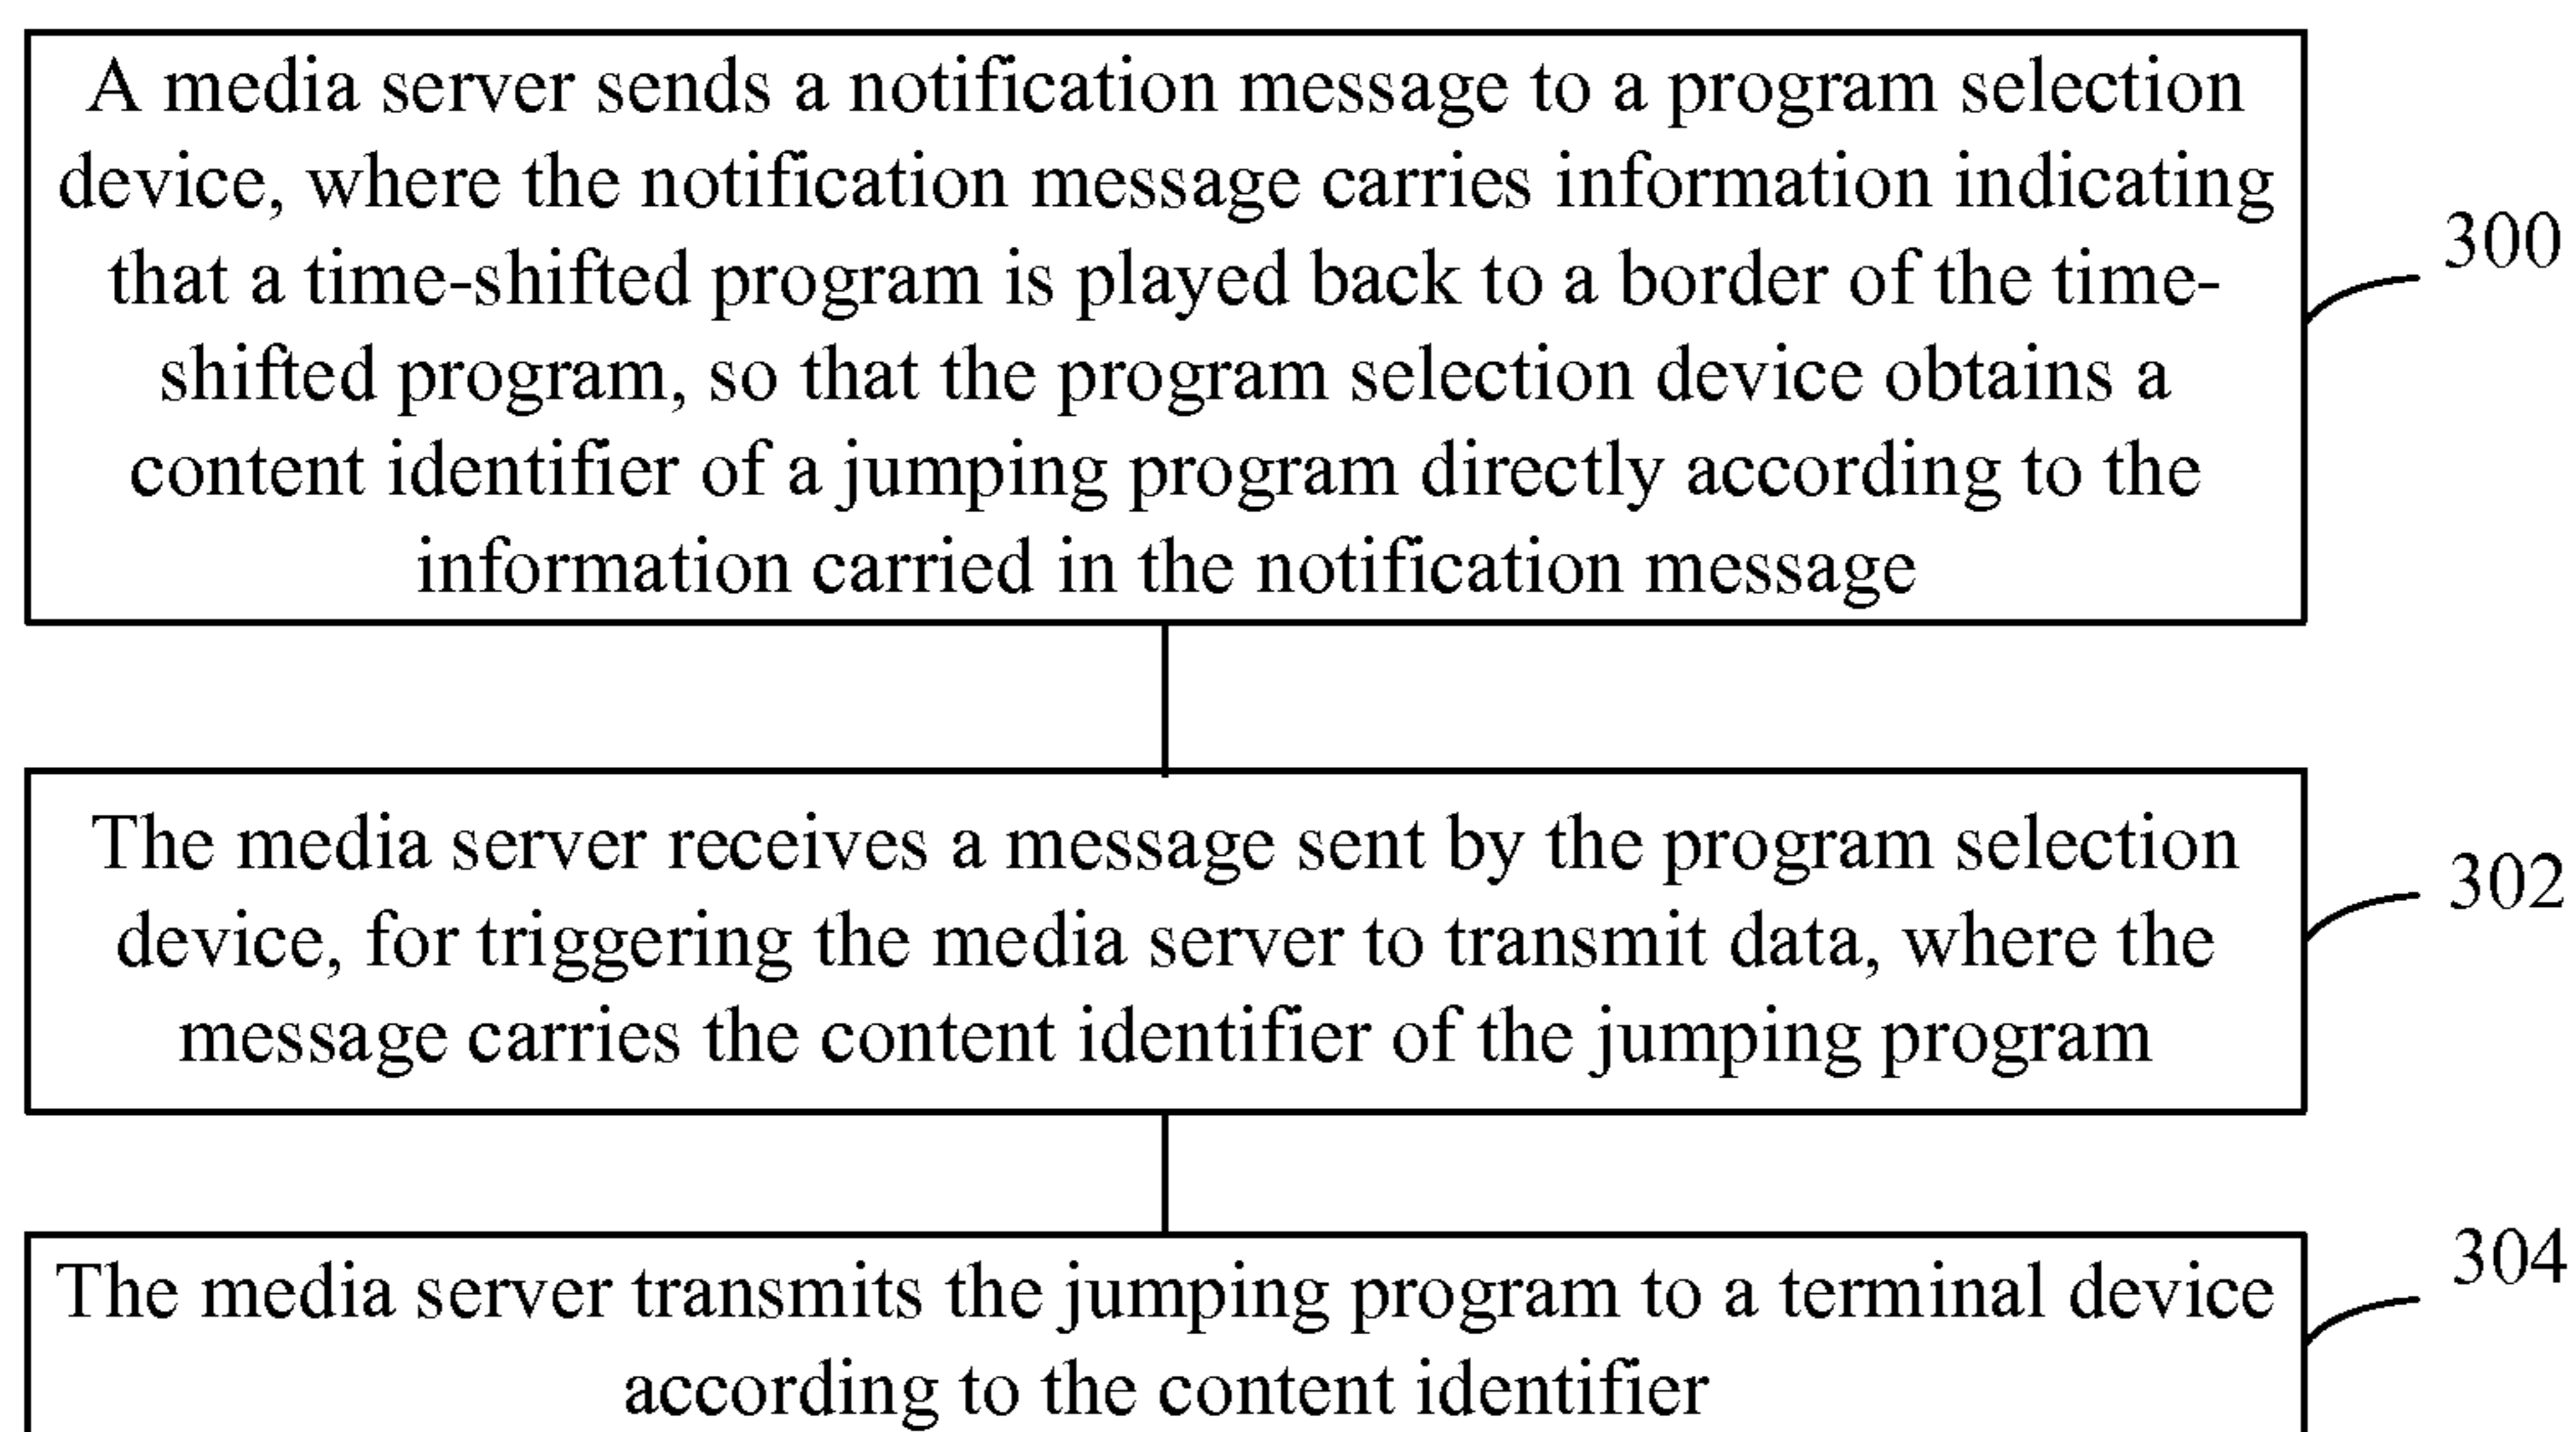 A media server sends a notification message to a program selection
device, where the notification message carries information indicating
that a time-shifted program is played back to a border of the time-
shifted program, so that the program selection device obtains a
content identifier of a jumping program directly according to the
information carried in the notification message
300
The media server receives a message sent by the program selection
device, for triggering the media server to transmit data, where the
message carries the content identifier of the jumping program
302
The media server transmits the jumping program to a terminal device
according to the content identifier
304